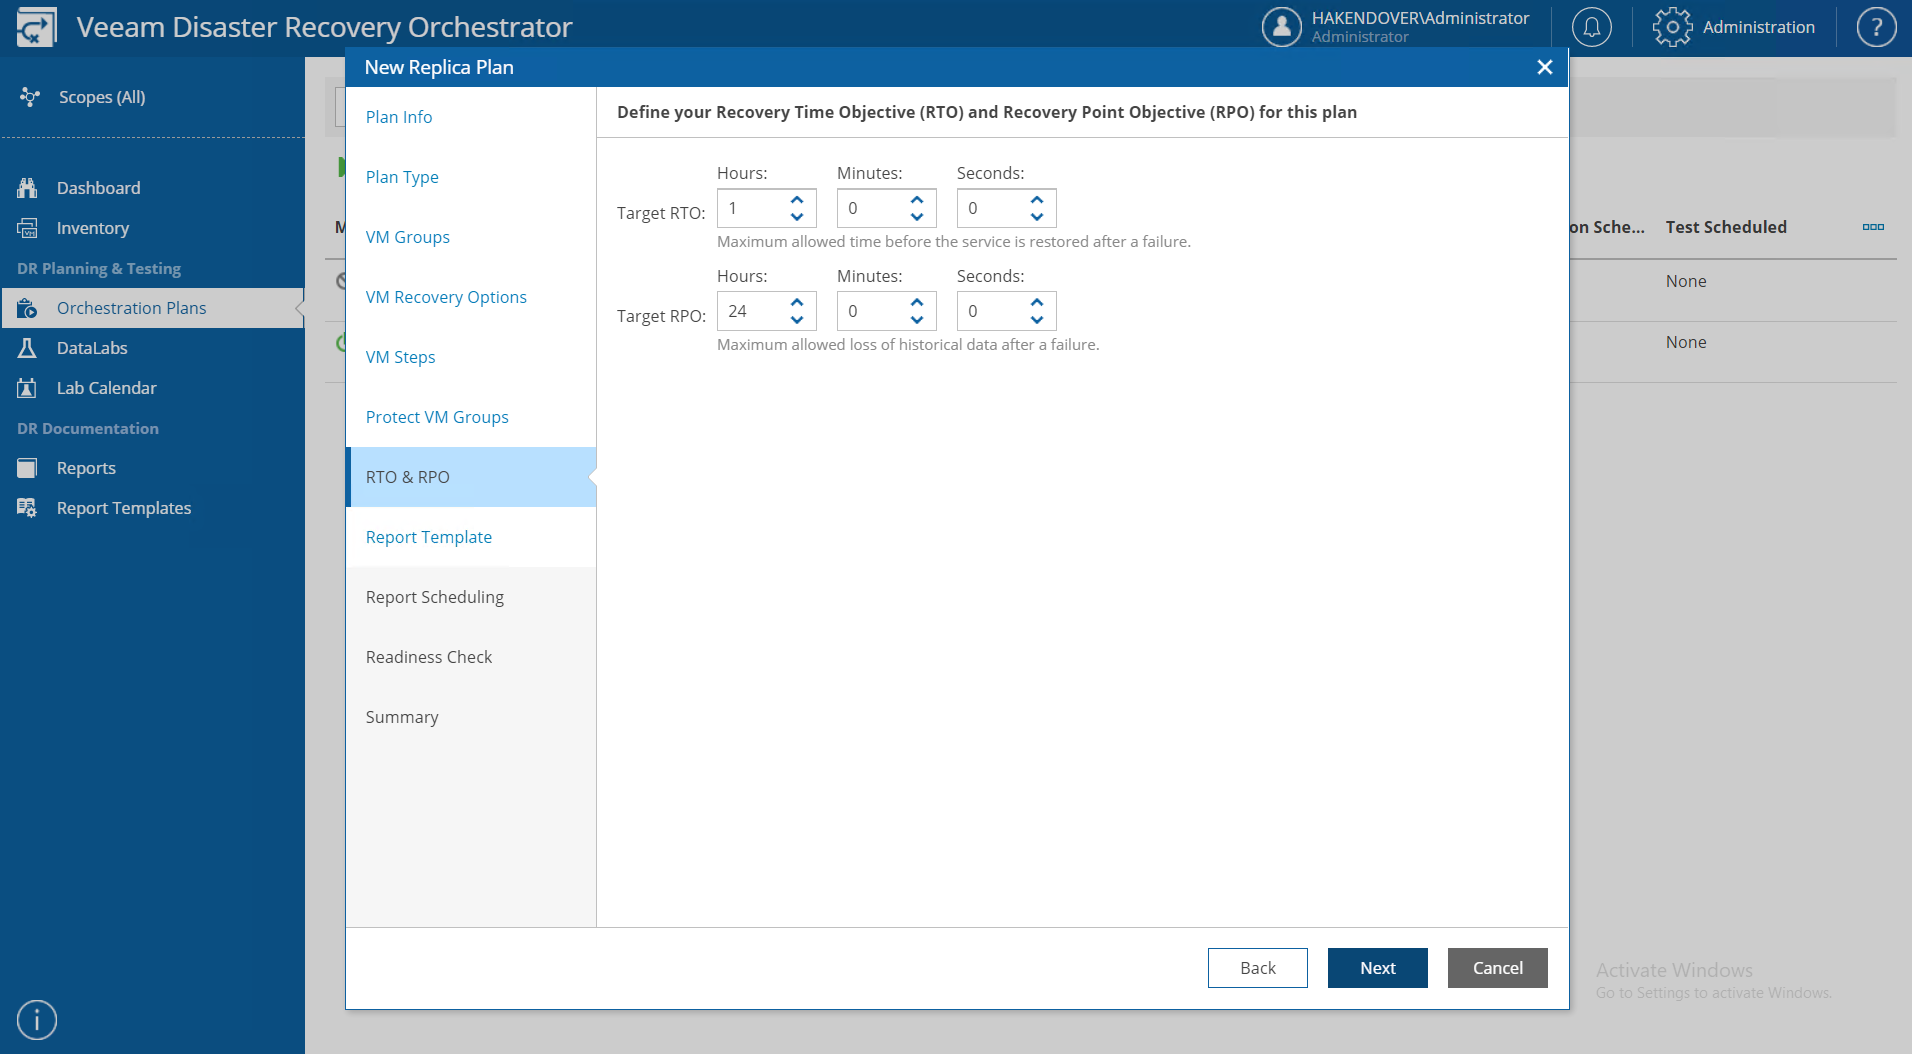 Veeam Disaster Recovery Orchestrator
HAKENDOVER\Administrator
Administrator
Administration
?
Scopes (All)
Dashboard
Inventory
DR Planning & Testing
Orchestration Plans
DataLabs
Lab Calendar
DR Documentation
Reports
Report Templates
i
New Replica Plan
Plan Info
Plan Type
VM Groups
VM Recovery Options
VM Steps
Protect VM Groups
RTO & RPO
Report Template
Report Scheduling
Readiness Check
Summary
Define your Recovery Time Objective (RTO) and Recovery Point Objective (RPO) for this plan
Hours: Minutes: Seconds:
Target RTO: 1 0 0
Maximum allowed time before the service is restored after a failure.
Hours: Minutes: Seconds:
Target RPO: 24 0 0
Maximum allowed loss of historical data after a failure.
Back Next Cancel
M
on Sche... Test Scheduled
None
None
Activate Windows
Go to Settings to activate Windows.